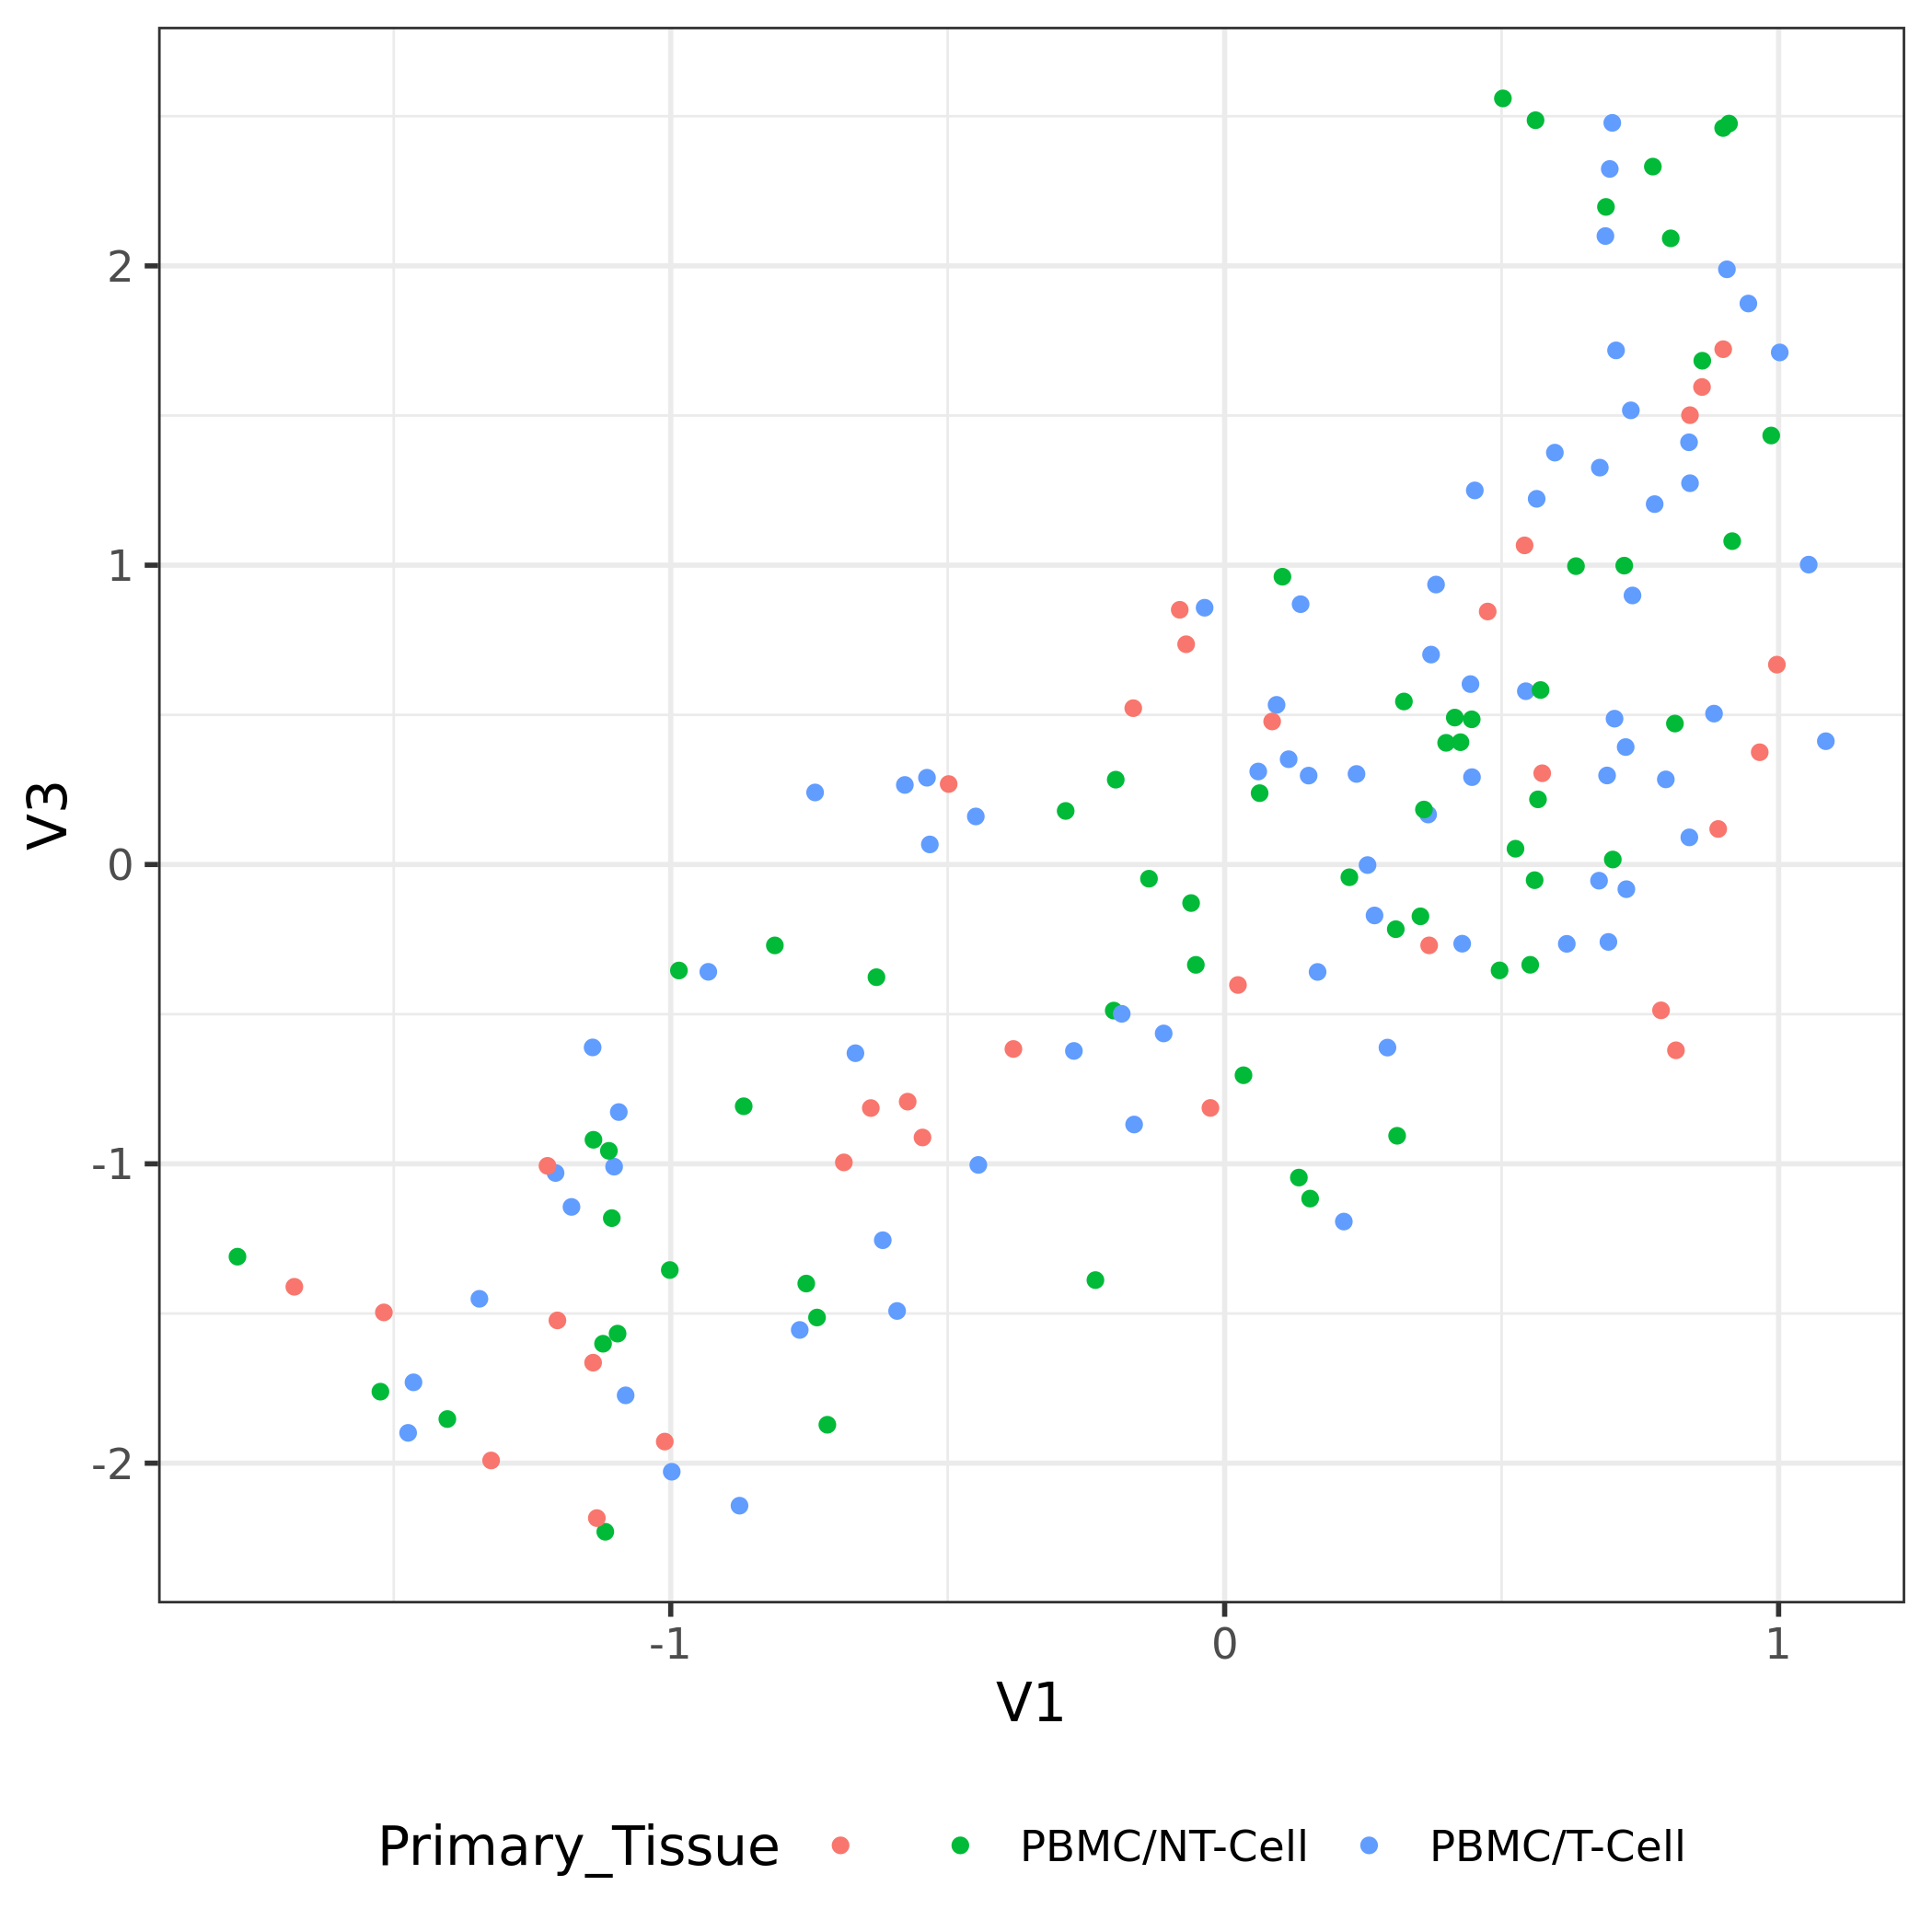 2
1
0
-1
-2
V3
-1
0
1
V1
Primary_Tissue
PBMC/NT-Cell
PBMC/T-Cell